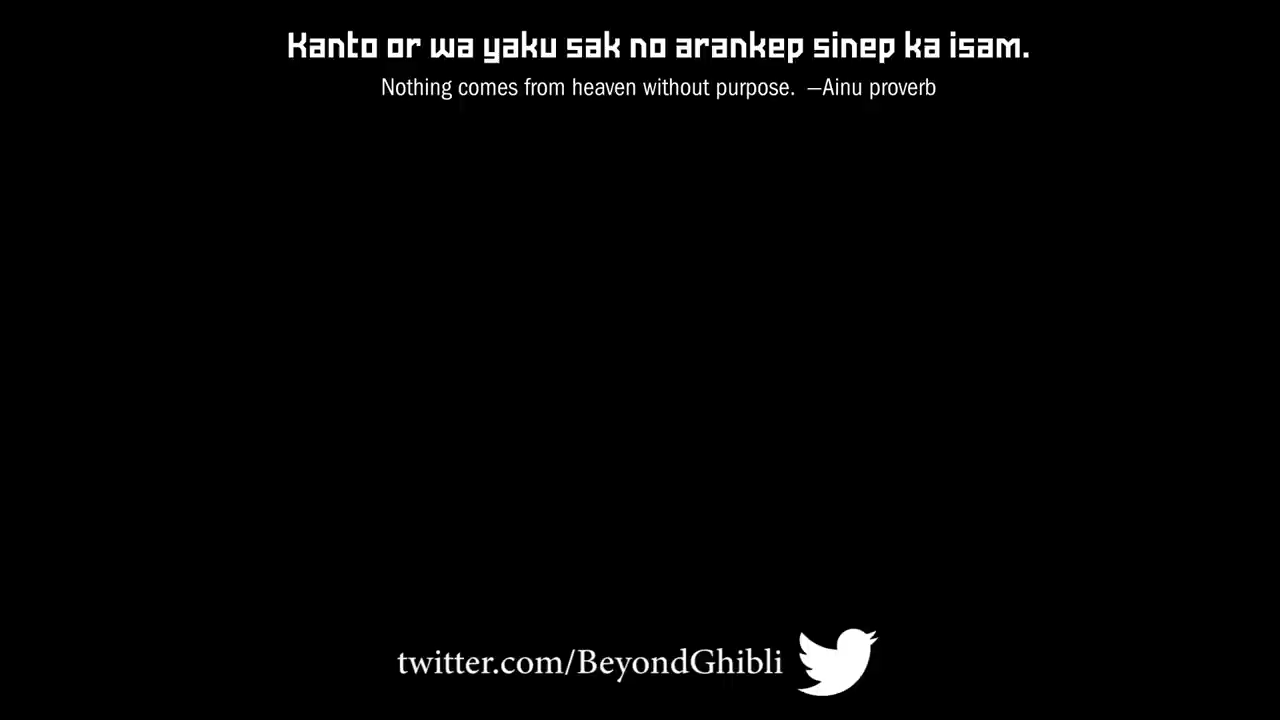 Kanto or wa yaku sak no arankep sinep ka isam.
Nothing comes from heaven without purpose. —Ainu proverb
twitter.com/BeyondGhibli